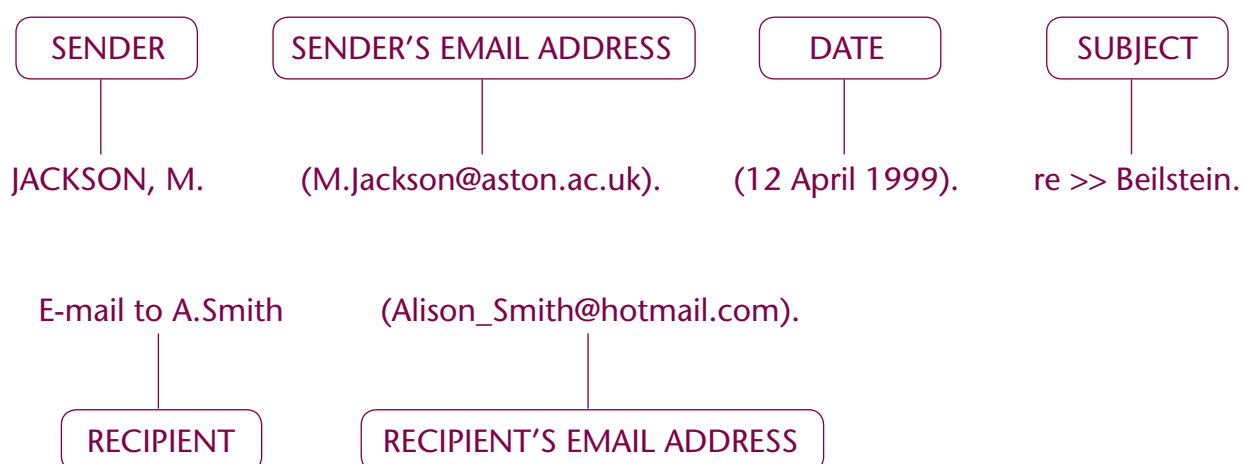 SENDER SENDER'S EMAIL ADDRESS DATE SUBJECT
JACKSON, M. (M.Jackson@aston.ac.uk). (12 April 1999). re >> Beilstein.
E-mail to A.Smith (Alison_Smith@hotmail.com).
RECIPIENT RECIPIENT'S EMAIL ADDRESS